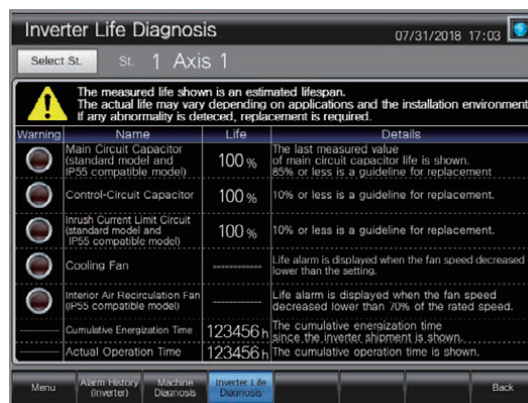 Inverter Life Diagnosis
07/31/2018 17:03
Select St.
St. 1 Axis 1
The measured life shown is an estimated lifespan.
The actual life may vary depending on applications and the installation environment.
If any abnormality is deteced, replacement is required.
Warning Name Life Details
Main Circuit Capacitor
(standard model and
IP55 compatible model)
100 %
The last measured value
of main circuit capacitor life is shown.
85% or less is a guideline for replacement
Control-Circuit Capacitor
100 %
10% or less is a guideline for replacement.
Inrush Current Limit Circuit
(standard model and
IP55 compatible model)
100 %
10% or less is a guideline for replacement.
Cooling Fan
------------
Life alarm is displayed when the fan speed decreased
lower than the setting.
Interior Air Recirculation Fan
(IP55 compatible model)
------------
Life alarm is displayed when the fan speed
decreased lower than 70% of the rated speed.
Cumulative Energization Time
123456 h
The cumulative energization time
since the inverter shipment is shown.
Actual Operation Time
123456 h
The cumulative operation time is shown.
Menu
Alarm History
(Inverter)
Machine
Diagnosis
Inverter Life
Diagnosis
Back